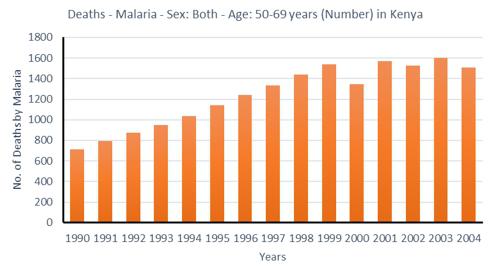 Deaths - Malaria - Sex: Both - Age: 50-69 years (Number) in Kenya
No. of Deaths by Malaria
1800
1600
1400
1200
1000
800
600
400
200
0
1990 1991 1992 1993 1994 1995 1996 1997 1998 1999 2000 2001 2002 2003 2004
Years